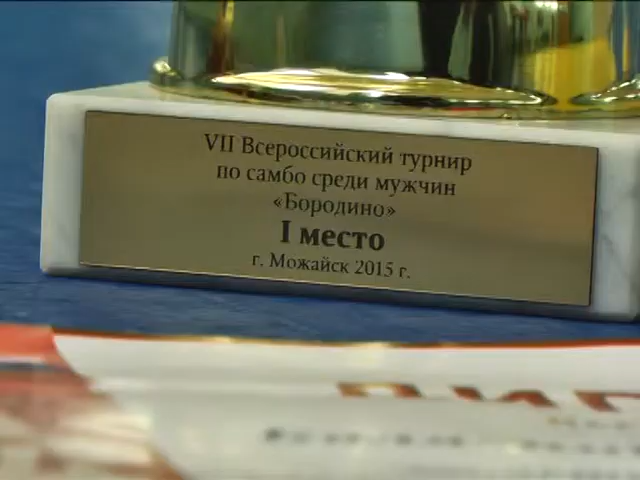 VII Всероссийский турнир
по самбо среди мужчин
«Бородино»
I место
г. Можайск 2015 г.